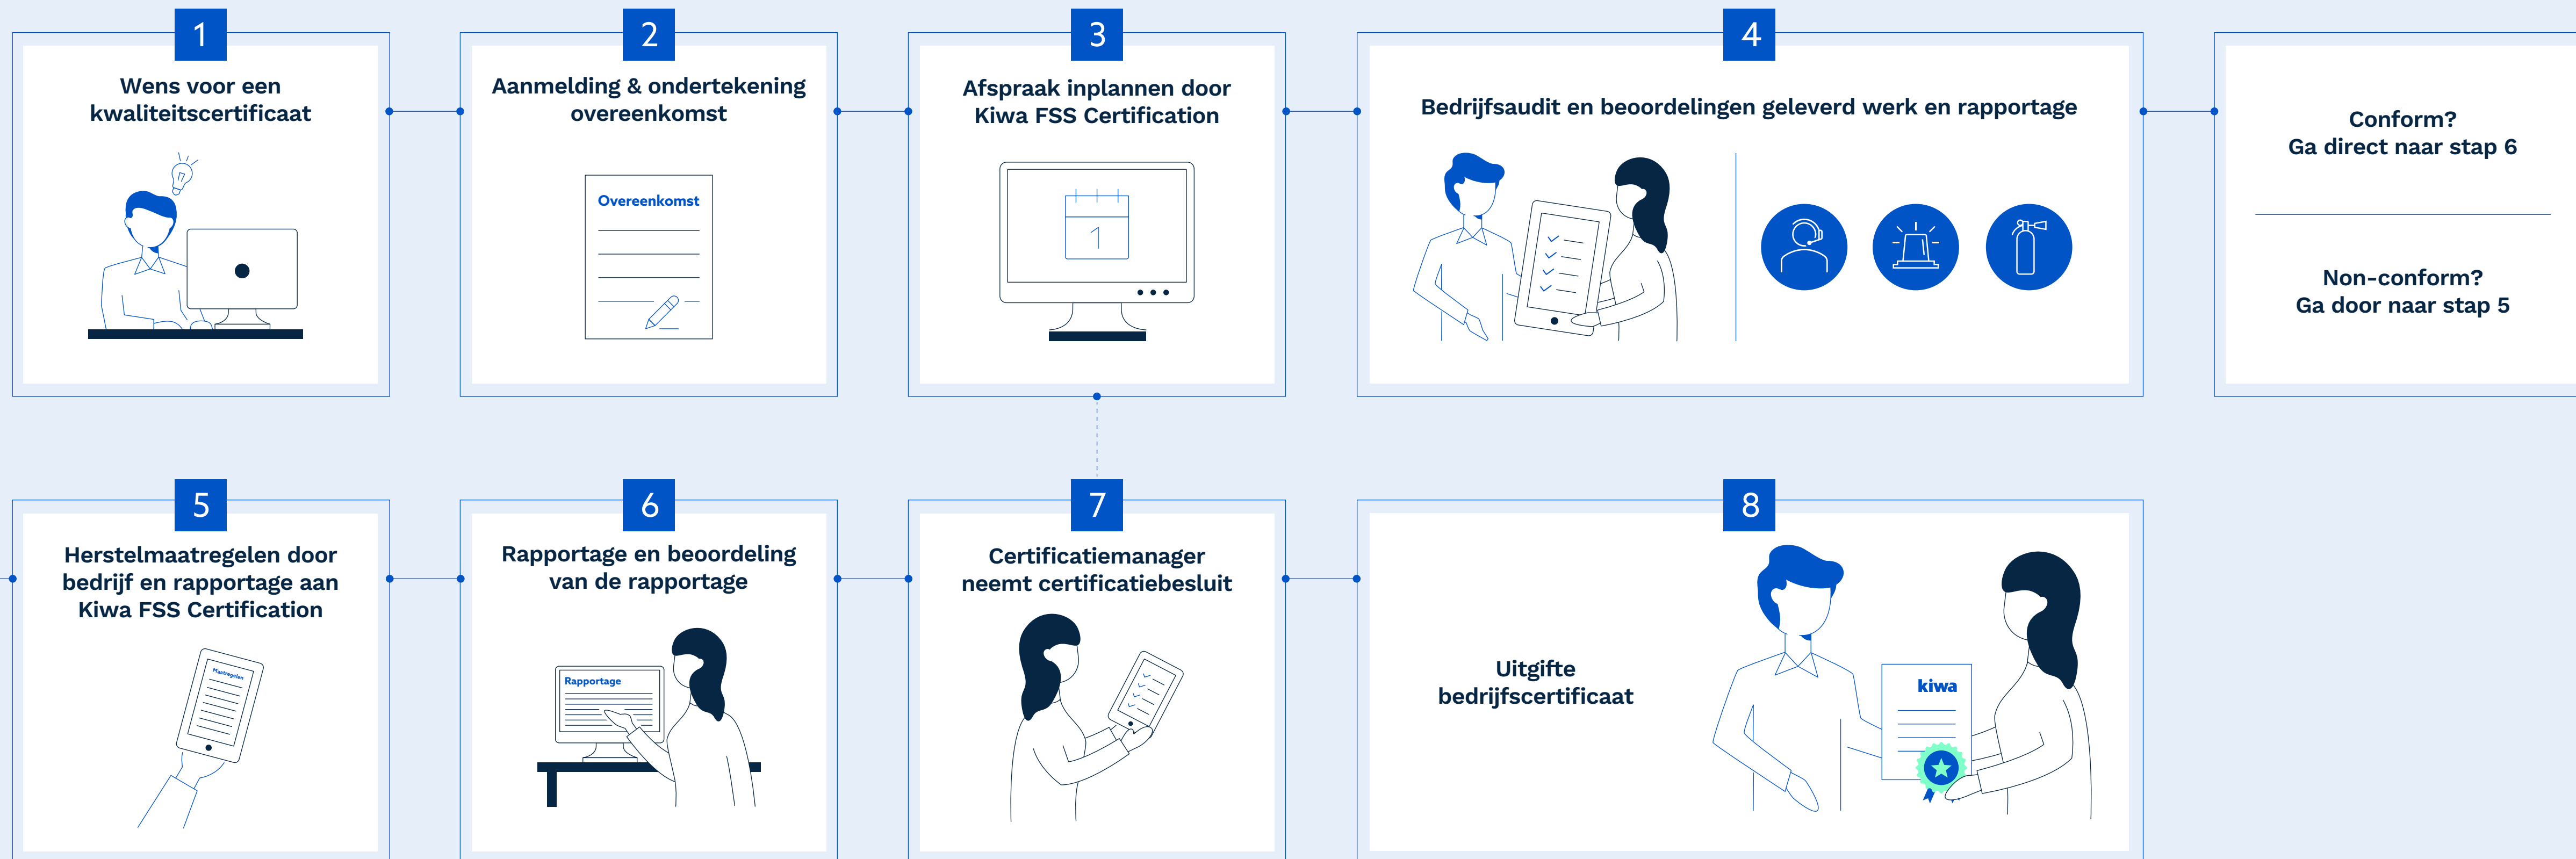 1
Wens voor een
kwaliteitscertificaat
2
Aanmelding & ondertekening
overeenkomst
Overeenkomst
3
Afspraak inplannen door
Kiwa FSS Certification
1
4
Bedrijfsaudit en beoordelingen geleverd werk en rapportage
Conform?
Ga direct naar stap 6
Non-conform?
Ga door naar stap 5
5
Herstelmaatregelen door
bedrijf en rapportage aan
Kiwa FSS Certification
Maatregelen
6
Rapportage en beoordeling
van de rapportage
Rapportage
7
Certificatiemanager
neemt certificatiebesluit
8
Uitgifte
bedrijfscertificaat
kiwa